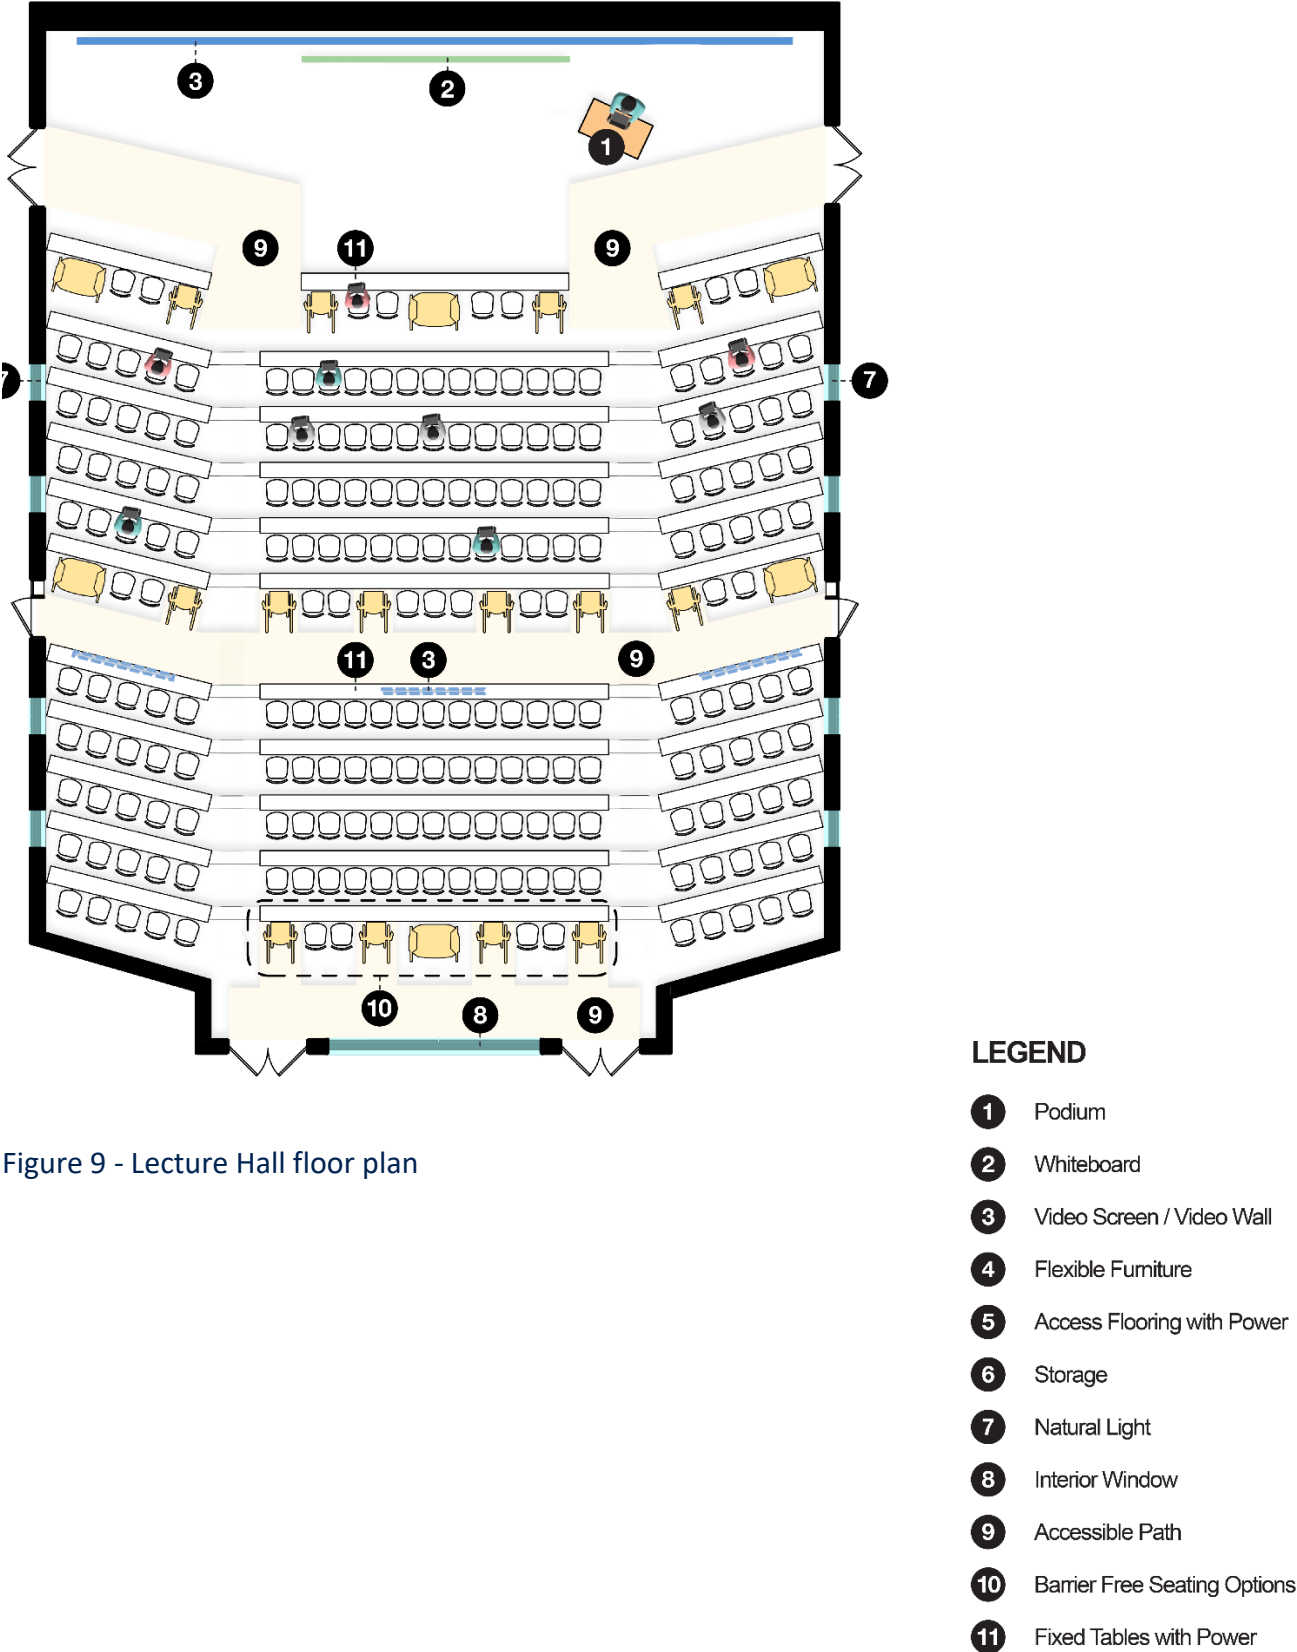 3
2
1
9
11
9
7
7
11
3
9
10
8
9
Figure 9 - Lecture Hall floor plan
LEGEND
1 Podium
2 Whiteboard
3 Video Screen / Video Wall
4 Flexible Furniture
5 Access Flooring with Power
6 Storage
7 Natural Light
8 Interior Window
9 Accessible Path
10 Barrier Free Seating Options
11 Fixed Tables with Power